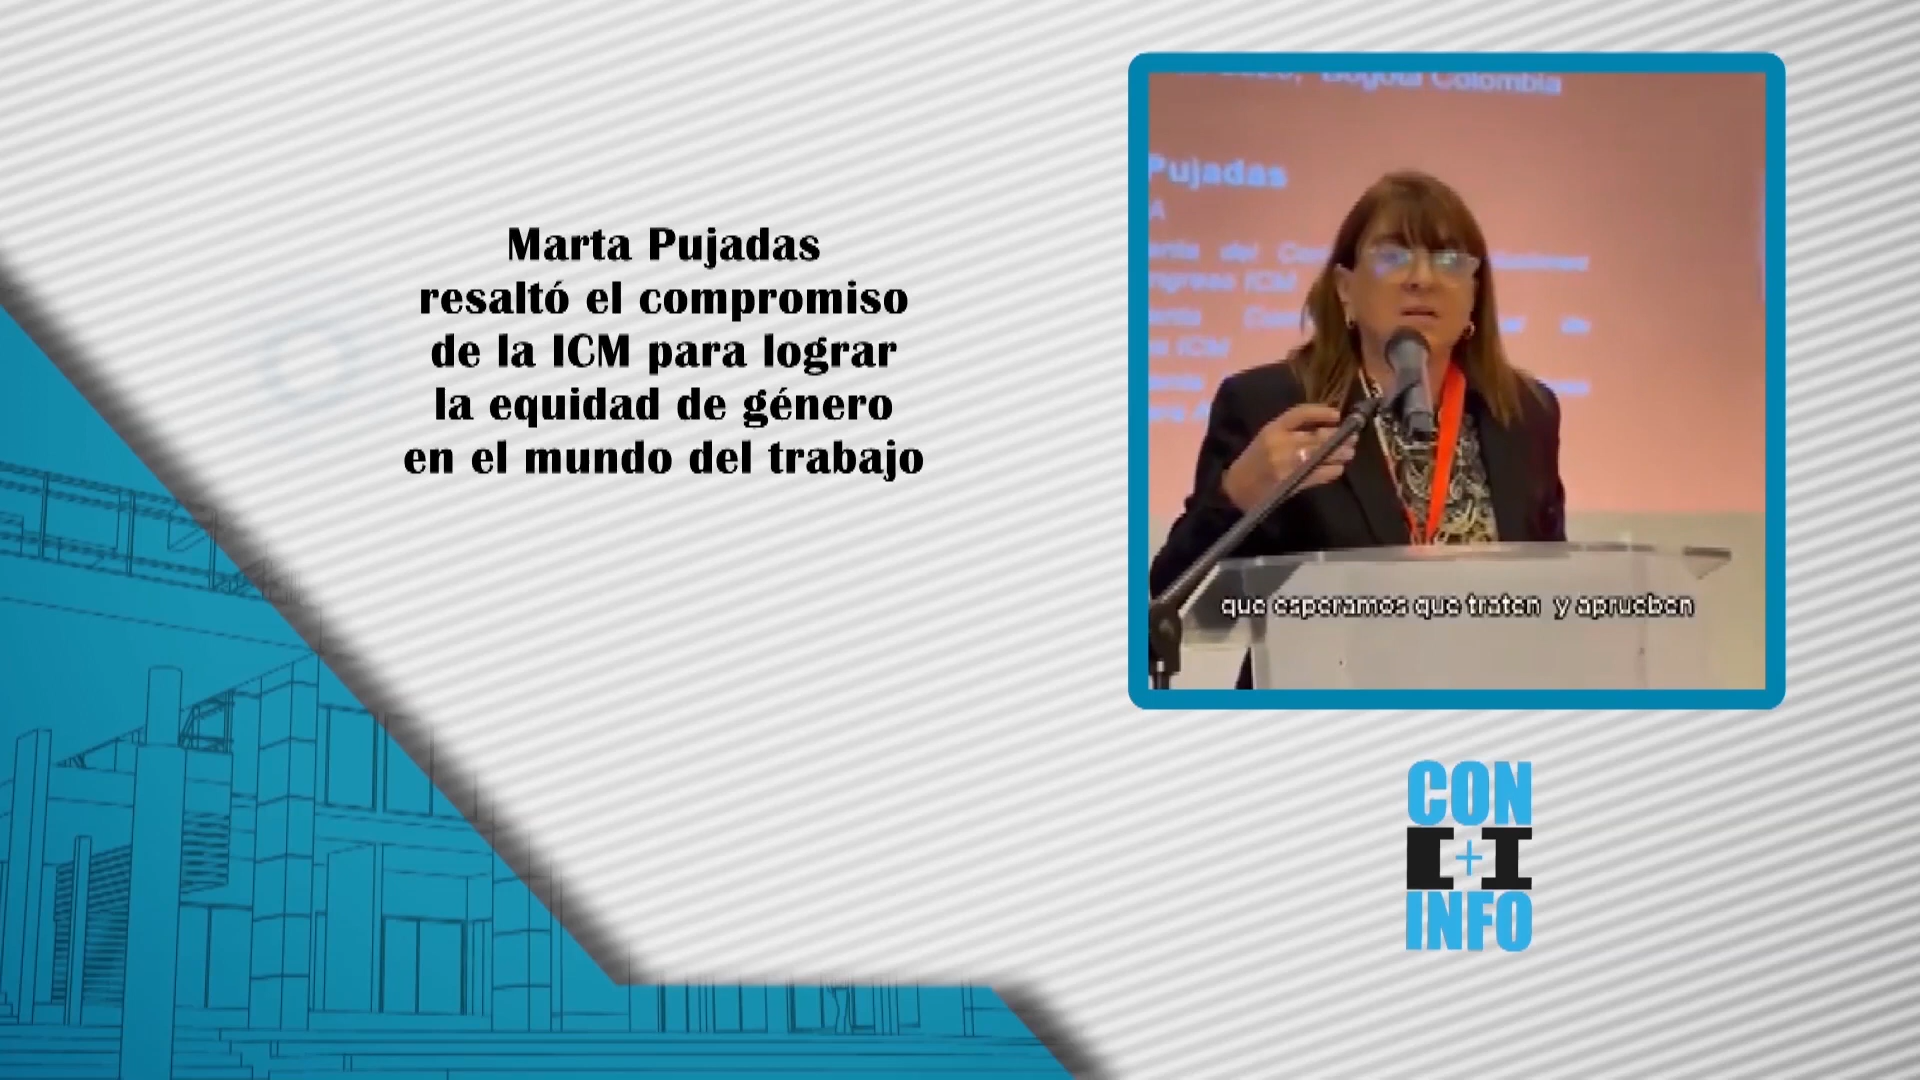 Marta Pujadas
resaltó el compromiso
de la ICM para lograr
la equidad de género
en el mundo del trabajo
Bogotá Colombia
Pujadas
que esperamos que traten y aprueben
CON
INFO